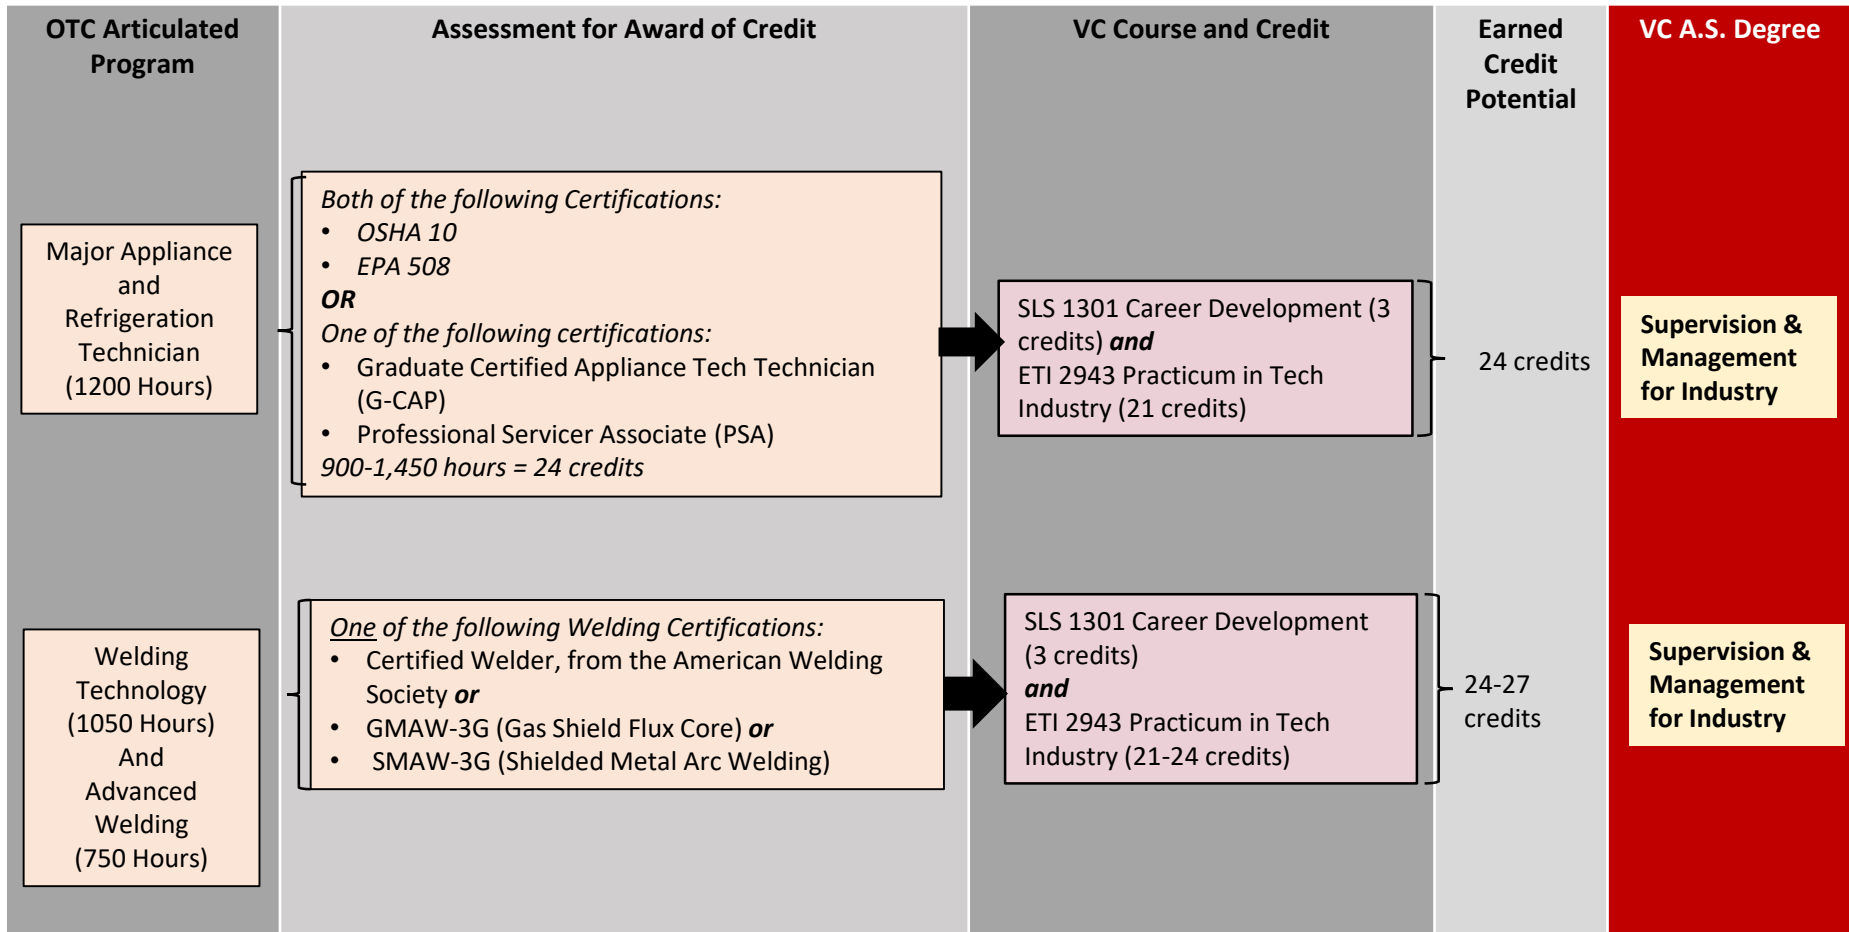 OTC Articulated
Program
Assessment for Award of Credit
VC Course and Credit
Earned
Credit
Potential
VC A.S. Degree
Major Appliance
and
Refrigeration
Technician
(1200 Hours)
Both of the following Certifications:
• OSHA 10
• EPA 508
OR
One of the following certifications:
• Graduate Certified Appliance Tech Technician
(G-CAP)
• Professional Servicer Associate (PSA)
900-1,450 hours = 24 credits
SLS 1301 Career Development (3
credits) and
ETI 2943 Practicum in Tech
Industry (21 credits)
24 credits
Supervision &
Management
for Industry
Welding
Technology
(1050 Hours)
And
Advanced
Welding
(750 Hours)
One of the following Welding Certifications:
• Certified Welder, from the American Welding
Society or
• GMAW-3G (Gas Shield Flux Core) or
• SMAW-3G (Shielded Metal Arc Welding)
SLS 1301 Career Development
(3 credits)
and
ETI 2943 Practicum in Tech
Industry (21-24 credits)
24-27
credits
Supervision &
Management
for Industry